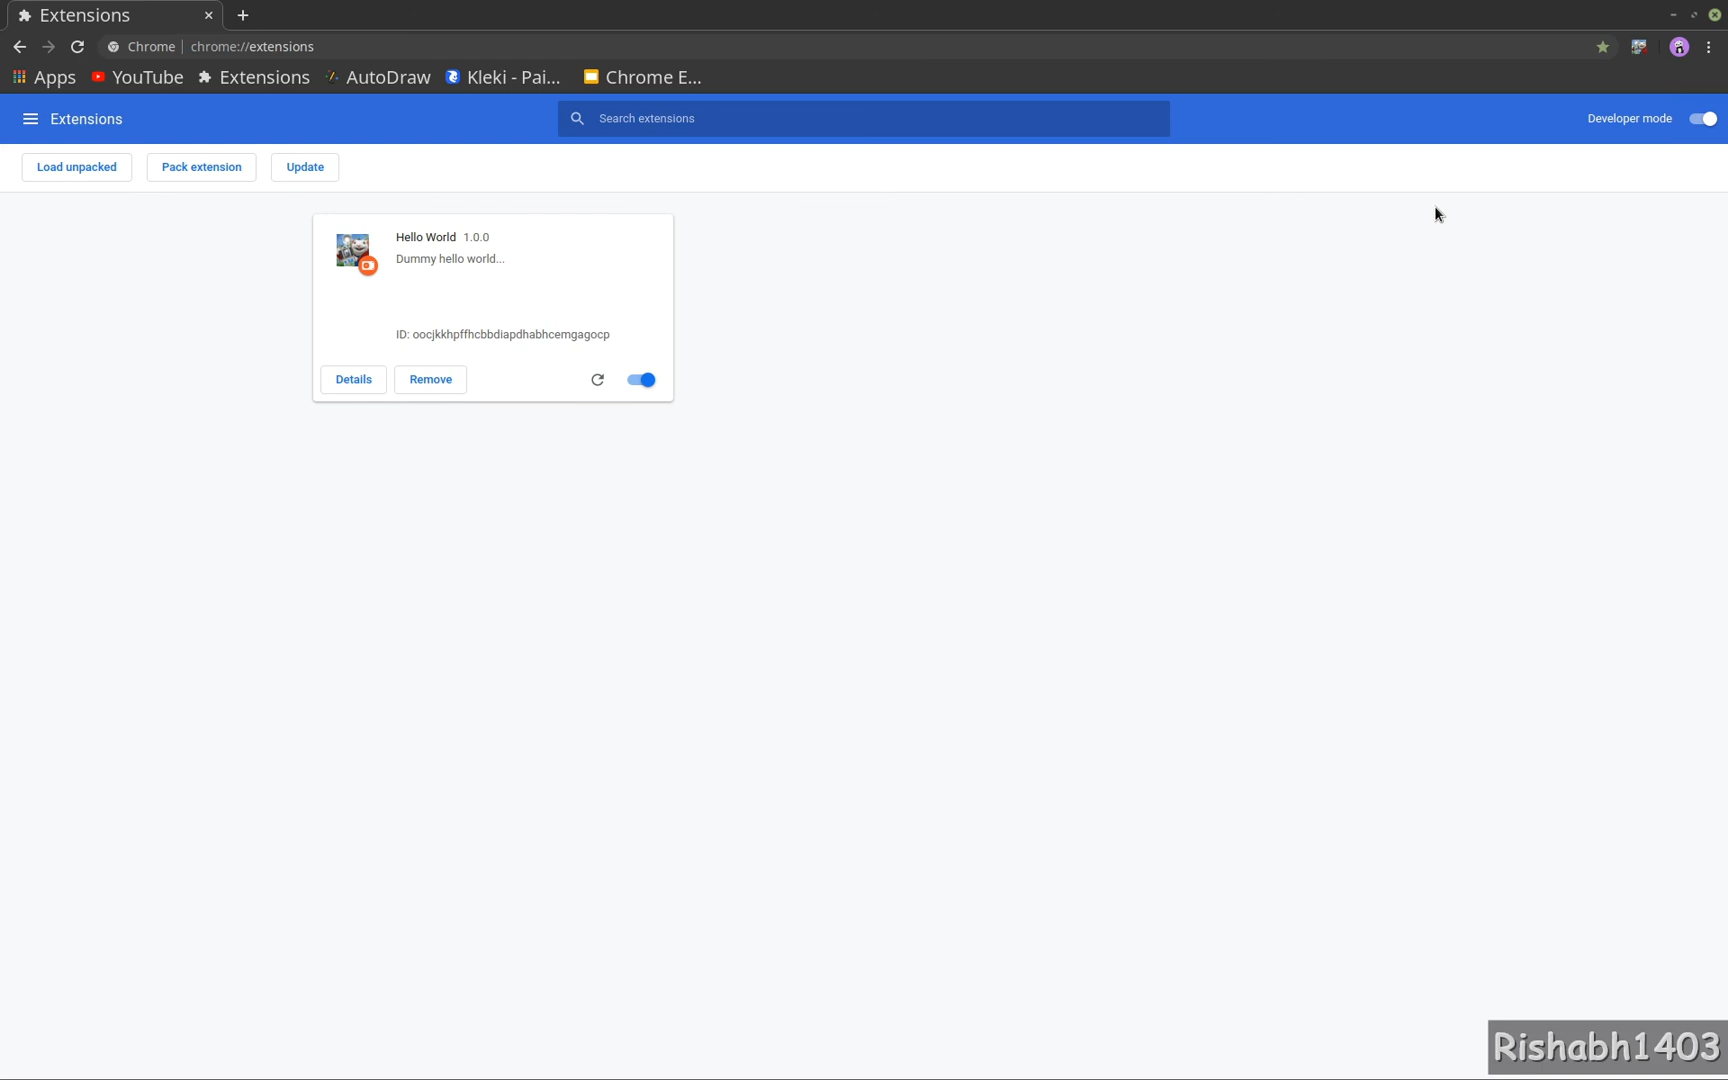 Extensions
Chrome | chrome://extensions
Apps YouTube Extensions AutoDraw Kleki - Pai... Chrome E...
Extensions Search extensions Developer mode
Load unpacked Pack extension Update
Hello World 1.0.0
Dummy hello world...
ID: oocjkkhpffhcbbdiapdhabhcemgagocp
Details Remove
Rishabh1403